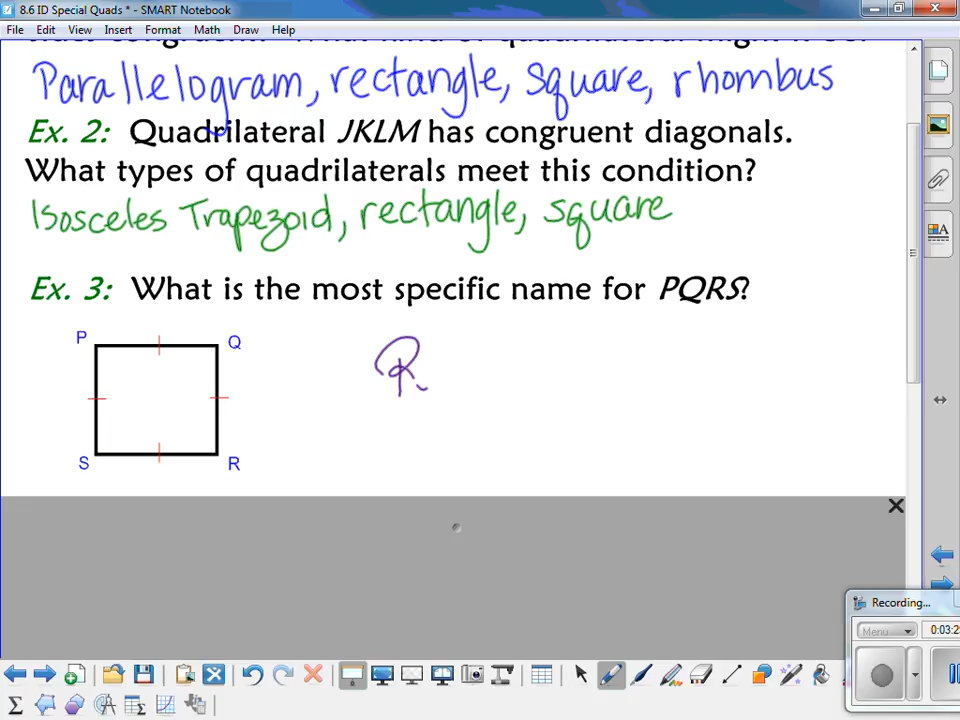 8.6 ID Special Quads * - SMART Notebook
File Edit View Insert Format Math Draw Help
Parallelogram, rectangle, square, rhombus
Ex. 2: Quadrilateral JKLM has congruent diagonals.
What types of quadrilaterals meet this condition?
Isosceles Trapezoid, rectangle, square
Ex. 3: What is the most specific name for PQRS?
P
Q
R
S
R
Recording...
Menu